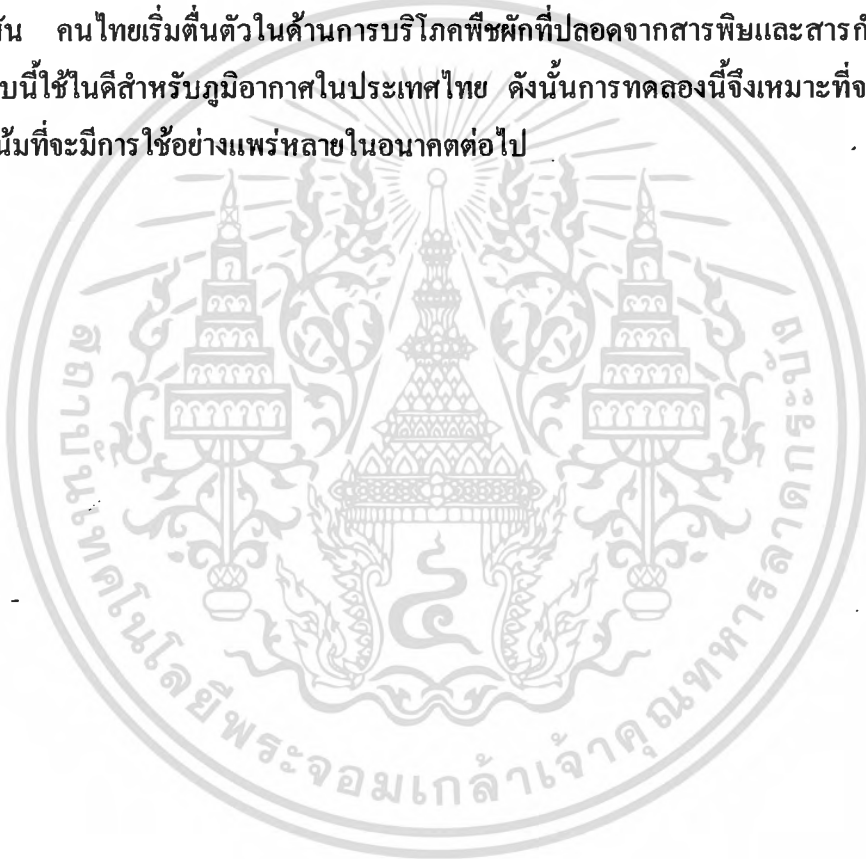 คนไทยเริ่มตื่นตัวในด้านการบริโภคพืชผักที่ปลอดจากสารพิษและสารก
บนี้ใช้ในดีสำหรับภูมิอากาศในประเทศไทย ดังนั้นการทดลองนี้จึงเหมาะที่จ
น้มที่จะมีการใช้อย่างแพร่หลายในอนาคตต่อไป
สถาบันเทคโนโลยีพระจอมเกล้าเจ้าคุณทหารลาดกระบัง
๔